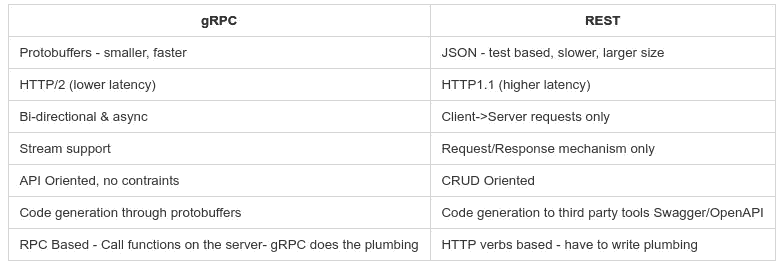 gRPC REST
Protobuffers - smaller, faster JSON - test based, slower, larger size
HTTP/2 (lower latency) HTTP1.1 (higher latency)
Bi-directional & async Client->Server requests only
Stream support Request/Response mechanism only
API Oriented, no contraints CRUD Oriented
Code generation through protobuffers Code generation to third party tools Swagger/OpenAPI
RPC Based - Call functions on the server- gRPC does the plumbing HTTP verbs based - have to write plumbing